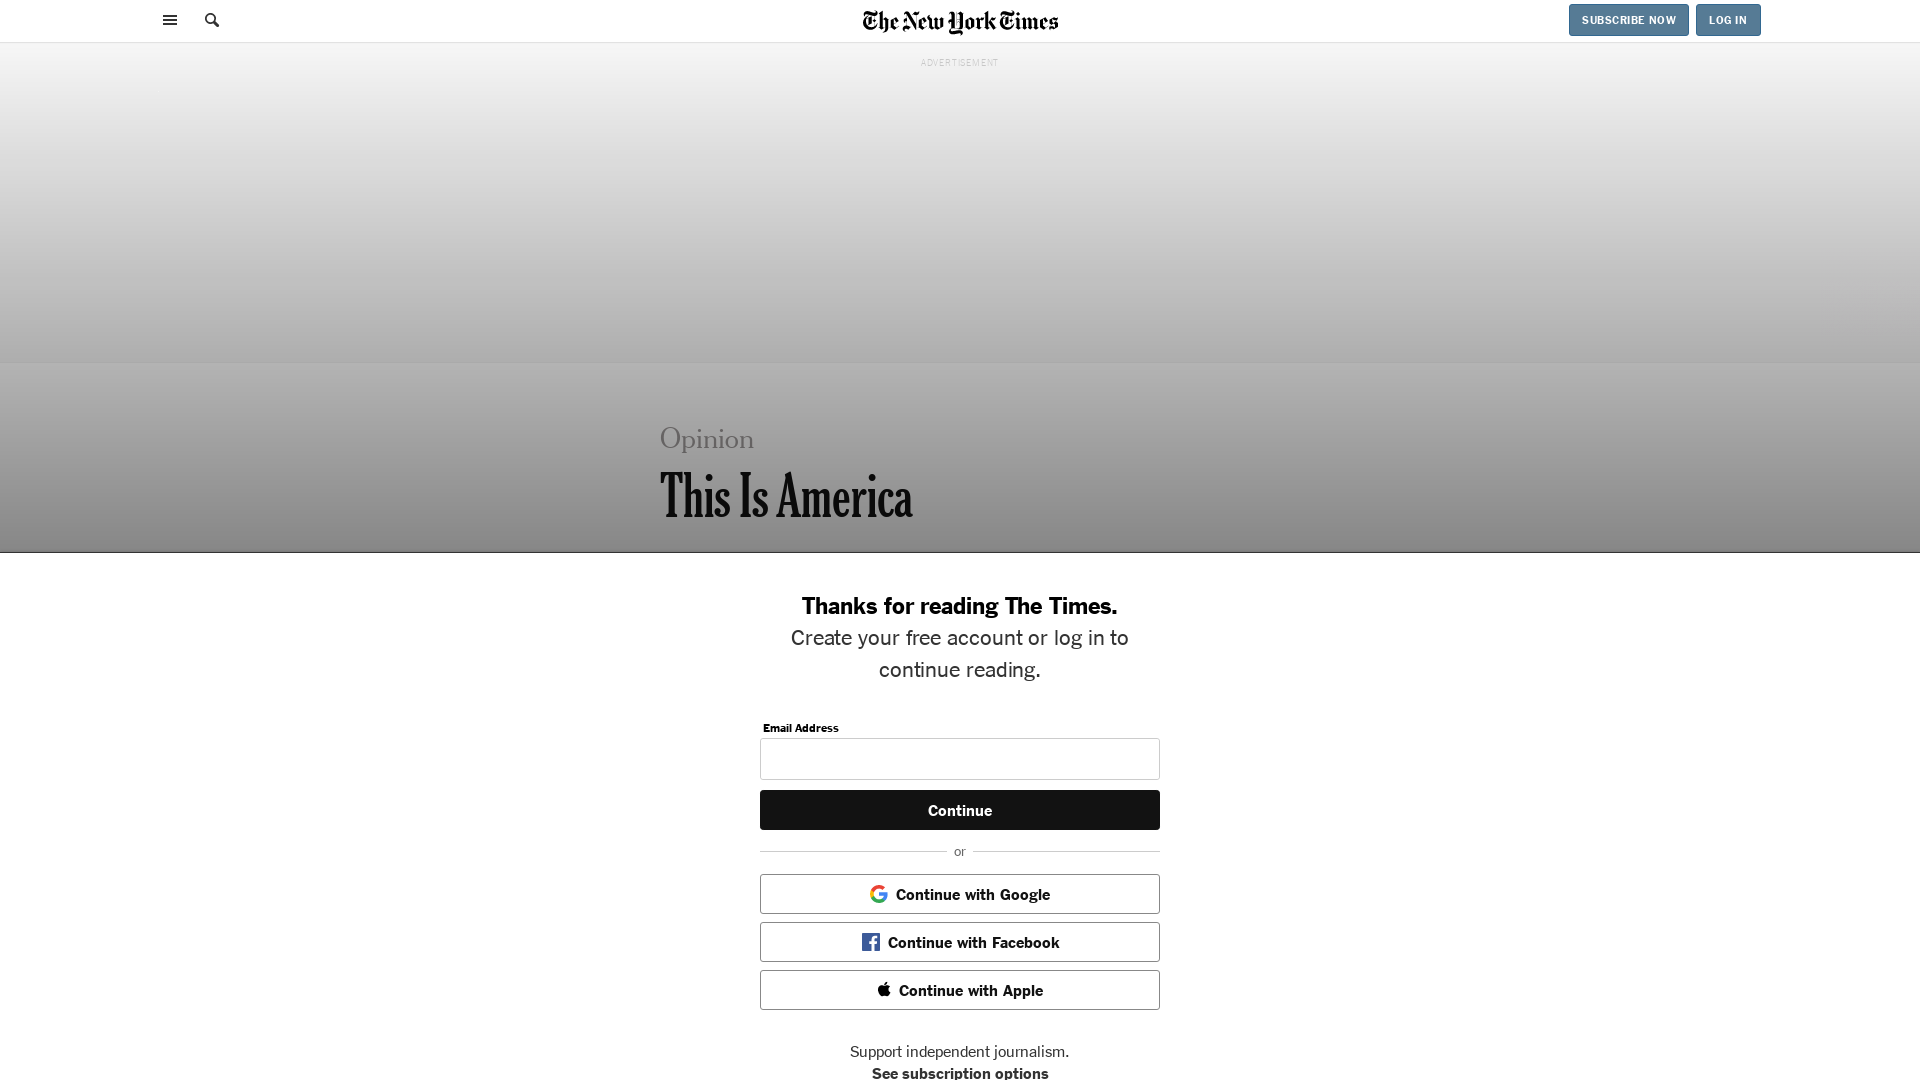 The New York Times
SUBSCRIBE NOW
LOG IN
ADVERTISEMENT
Opinion
This Is America
Thanks for reading The Times.
Create your free account or log in to
continue reading.
Email Address
Continue
or
Continue with Google
Continue with Facebook
Continue with Apple
Support independent journalism.
See subscription options